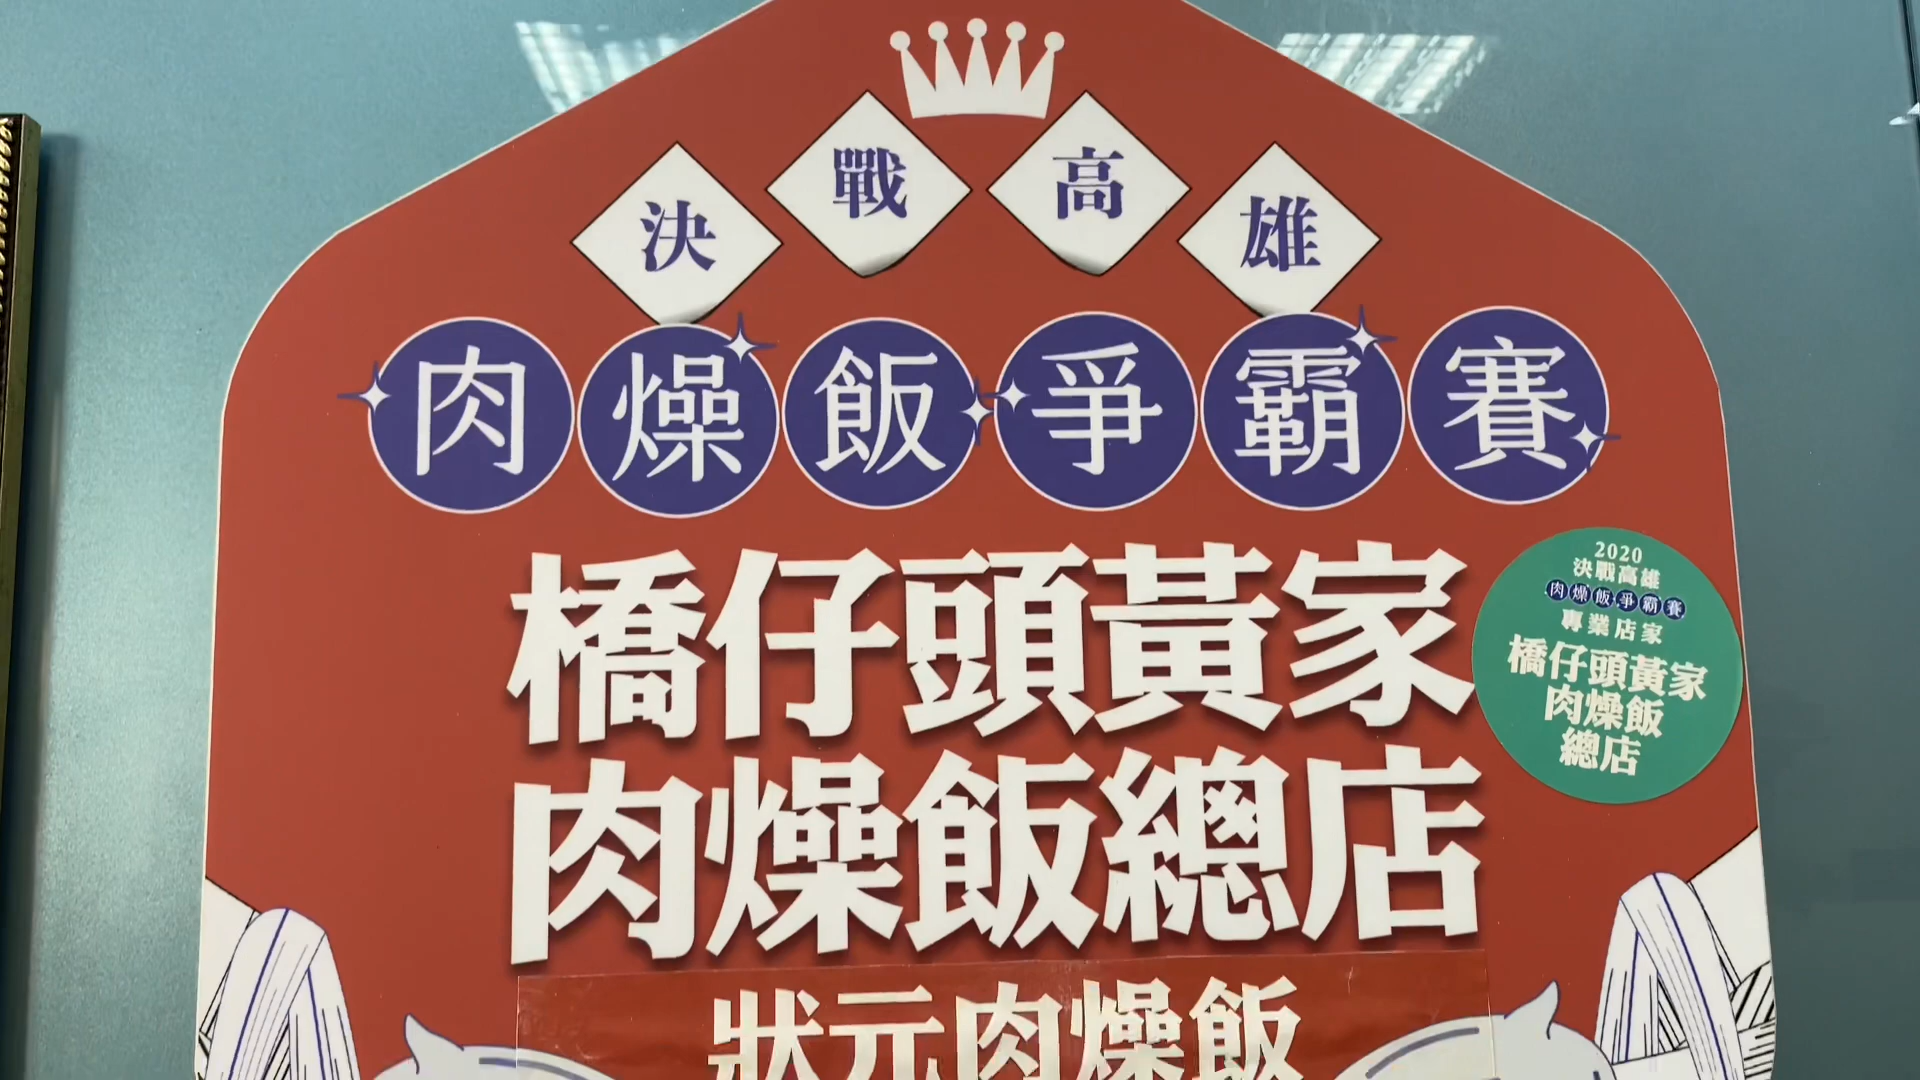 決戰高雄
肉燥飯爭霸賽
橋仔頭黃家
肉燥飯總店
狀元肉燥飯
2020
決戰高雄
肉燥飯爭霸賽
專業店家
橋仔頭黃家
肉燥飯
總店